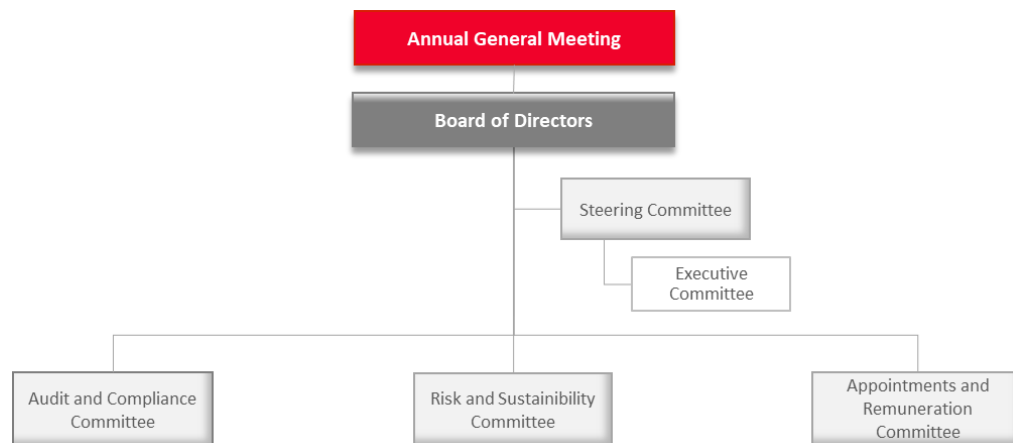 Annual General Meeting
Board of Directors
Steering Committee
Executive
Committee
Audit and Compliance
Committee
Risk and Sustainibility
Committee
Appointments and
Remuneration
Committee